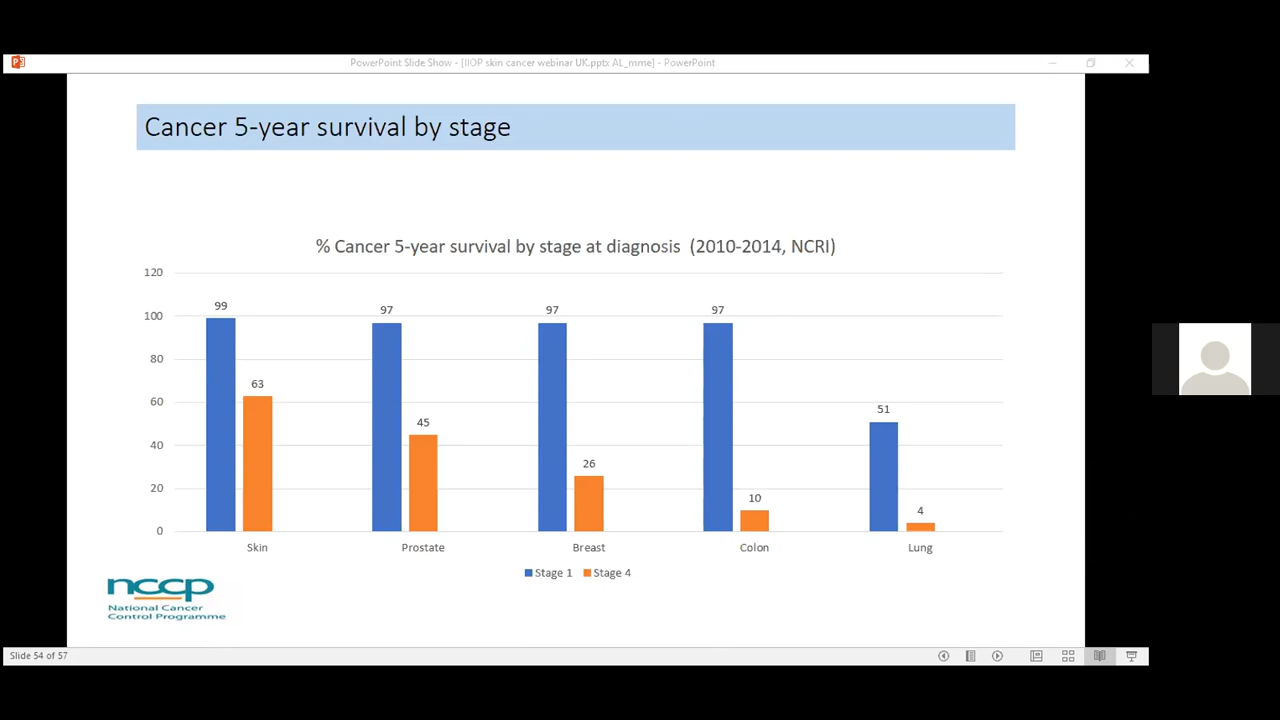 PowerPoint Slide Show - [IIOP skin cancer webinar UK.pptx AL_mme] - PowerPoint
Cancer 5-year survival by stage
% Cancer 5-year survival by stage at diagnosis (2010-2014, NCRI)
120
100
80
60
40
20
0
99
63
97
45
97
26
97
10
51
4
Skin
Prostate
Breast
Colon
Lung
Stage 1
Stage 4
nccp
National Cancer
Control Programme
Slide 54 of 57